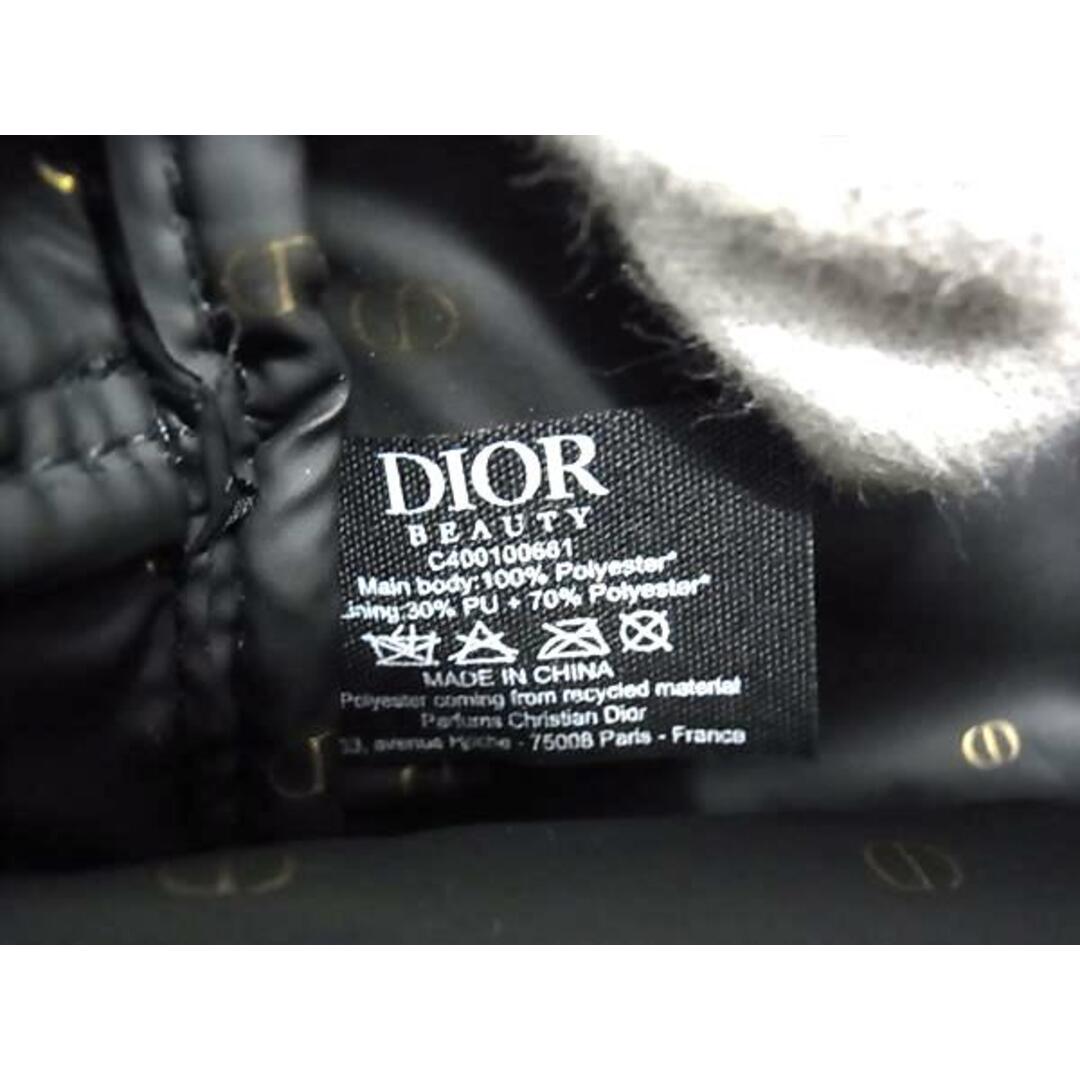 DIOR
BEAUTY
C400100681
Main body:100% Polyester*
Lining:30% PU + 70% Polyester*
MADE IN CHINA
Polyester coming from recycled material
Parfums Christian Dior
33, avenue Hoche - 75008 Paris - France